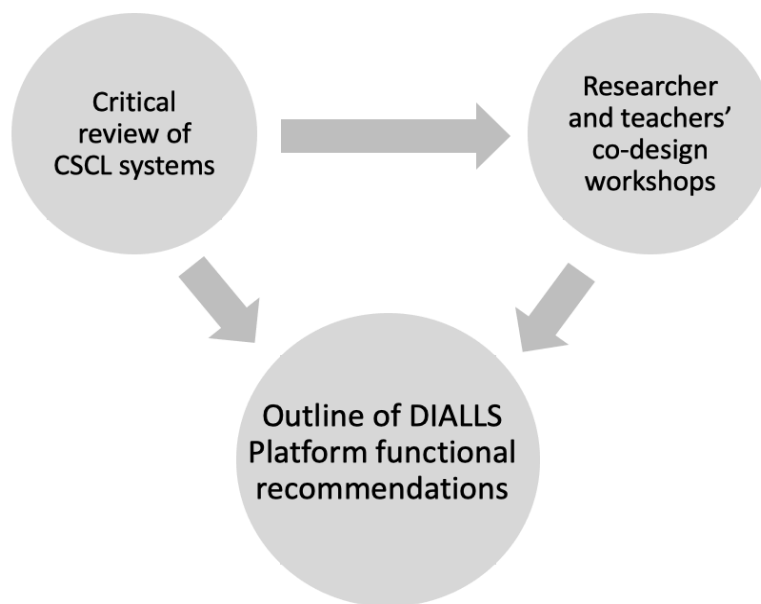 Critical
review of
CSCL systems
Researcher
and teachers’
co-design
workshops
Outline of DIALLS
Platform functional
recommendations